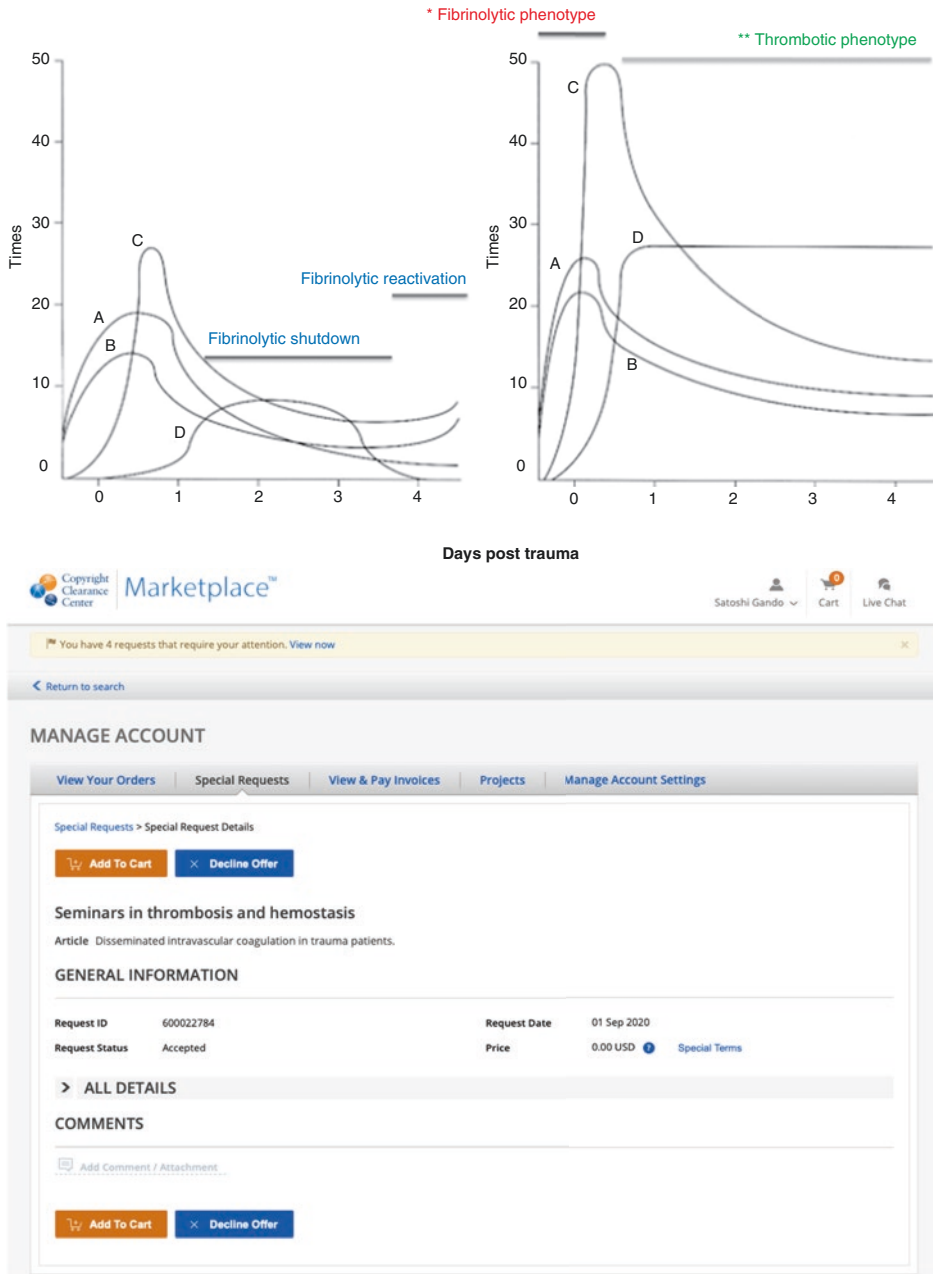 * Fibrinolytic phenotype
** Thrombotic phenotype
50
40
30
20
10
0
Times
A
B
C
D
Fibrinolytic shutdown
Fibrinolytic reactivation
0 1 2 3 4
50
40
30
20
10
0
Times
A
B
C
D
0 1 2 3 4
Days post trauma
Copyright
Clearance
Center
Marketplace™
Satoshi Gando
0
Cart
Live Chat
You have 4 requests that require your attention. View now
Return to search
MANAGE ACCOUNT
View Your Orders Special Requests View & Pay Invoices Projects Manage Account Settings
Special Requests > Special Request Details
Add To Cart × Decline Offer
Seminars in thrombosis and hemostasis
Article Disseminated intravascular coagulation in trauma patients.
GENERAL INFORMATION
Request ID 600022784 Request Date 01 Sep 2020
Request Status Accepted Price 0.00 USD ? Special Terms
> ALL DETAILS
COMMENTS
Add Comment / Attachment
Add To Cart × Decline Offer